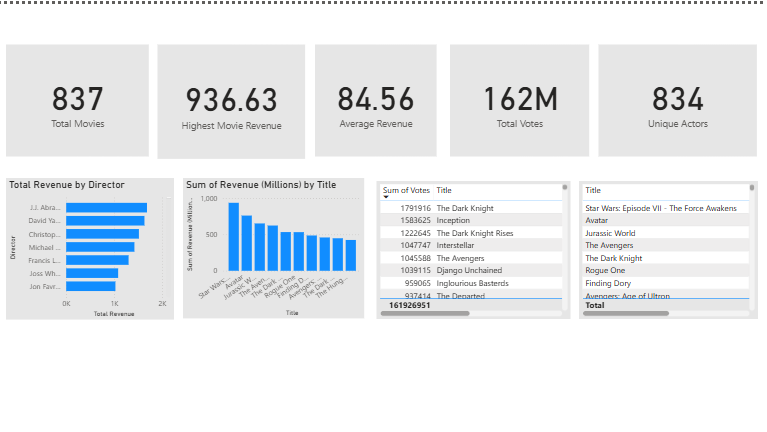 837
Total Movies
936.63
Highest Movie Revenue
84.56
Average Revenue
162M
Total Votes
834
Unique Actors
Total Revenue by Director
Director
J.J. Abra...
David Ya...
Christop...
Michael ...
Francis L...
Joss Wh...
Jon Favr...
0K 1K 2K
Total Revenue
Sum of Revenue (Millions) by Title
Sum of Revenue (Million...
1,000
500
0
Star Wars:...
Avatar
Jurassic W...
The Aven...
The Dark ...
Rogue One
Finding D...
Avengers:...
The Dark ...
The Hung...
Title
Sum of Votes Title
1791916 The Dark Knight
1583625 Inception
1222645 The Dark Knight Rises
1047747 Interstellar
1045588 The Avengers
1039115 Django Unchained
959065 Inglourious Basterds
937414 The Departed
161926951
Title
Star Wars: Episode VII - The Force Awakens
Avatar
Jurassic World
The Avengers
The Dark Knight
Rogue One
Finding Dory
Avengers: Age of Ultron
Total